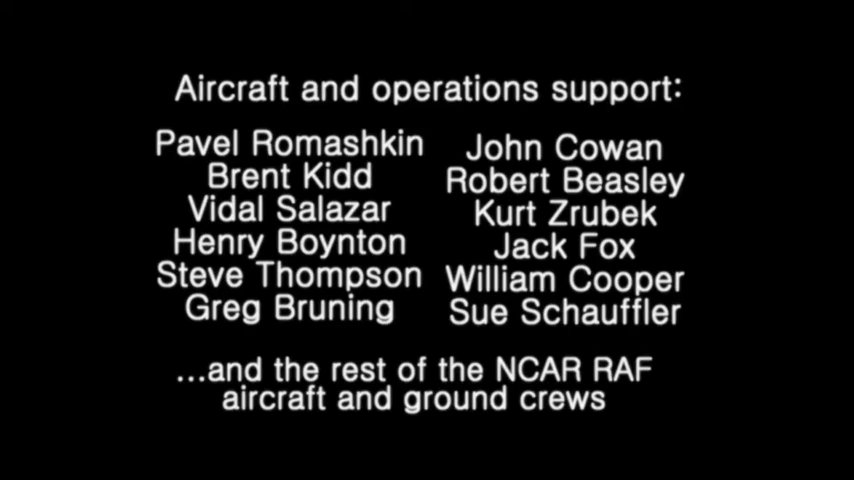 Aircraft and operations support:
Pavel Romashkin
Brent Kidd
Vidal Salazar
Henry Boynton
Steve Thompson
Greg Bruning
John Cowan
Robert Beasley
Kurt Zrubek
Jack Fox
William Cooper
Sue Schauffler
...and the rest of the NCAR RAF
aircraft and ground crews